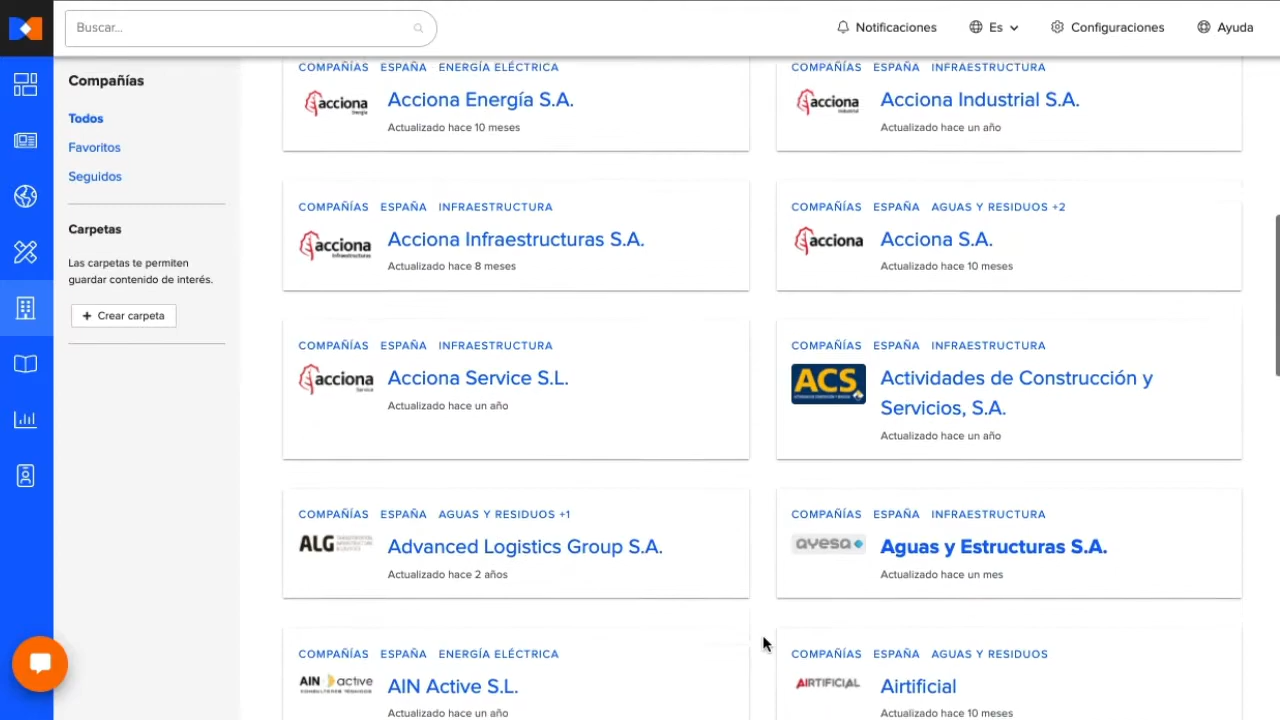 Buscar...
Notificaciones
Es
Configuraciones
Ayuda
Compañías
Todos
Favoritos
Seguidos
Carpetas
Las carpetas te permiten
guardar contenido de interés.
+ Crear carpeta
COMPAÑÍAS ESPAÑA ENERGÍA ELÉCTRICA
acciona
Energía
Acciona Energía S.A.
Actualizado hace 10 meses
COMPAÑÍAS ESPAÑA INFRAESTRUCTURA
acciona
Industrial
Acciona Industrial S.A.
Actualizado hace un año
COMPAÑÍAS ESPAÑA INFRAESTRUCTURA
acciona
Infraestructuras
Acciona Infraestructuras S.A.
Actualizado hace 8 meses
COMPAÑÍAS ESPAÑA AGUAS Y RESIDUOS +2
acciona
Acciona S.A.
Actualizado hace 10 meses
COMPAÑÍAS ESPAÑA INFRAESTRUCTURA
acciona
Service
Acciona Service S.L.
Actualizado hace un año
COMPAÑÍAS ESPAÑA INFRAESTRUCTURA
ACS
Actividades de Construcción y
Servicios, S.A.
Actualizado hace un año
COMPAÑÍAS ESPAÑA AGUAS Y RESIDUOS +1
ALG
Advanced Logistics Group S.A.
Actualizado hace 2 años
COMPAÑÍAS ESPAÑA INFRAESTRUCTURA
ayesa
Aguas y Estructuras S.A.
Actualizado hace un mes
COMPAÑÍAS ESPAÑA ENERGÍA ELÉCTRICA
AIN active
AIN Active S.L.
Actualizado hace un año
COMPAÑÍAS ESPAÑA AGUAS Y RESIDUOS
AIRTIFICIAL
Airtificial
Actualizado hace 10 meses